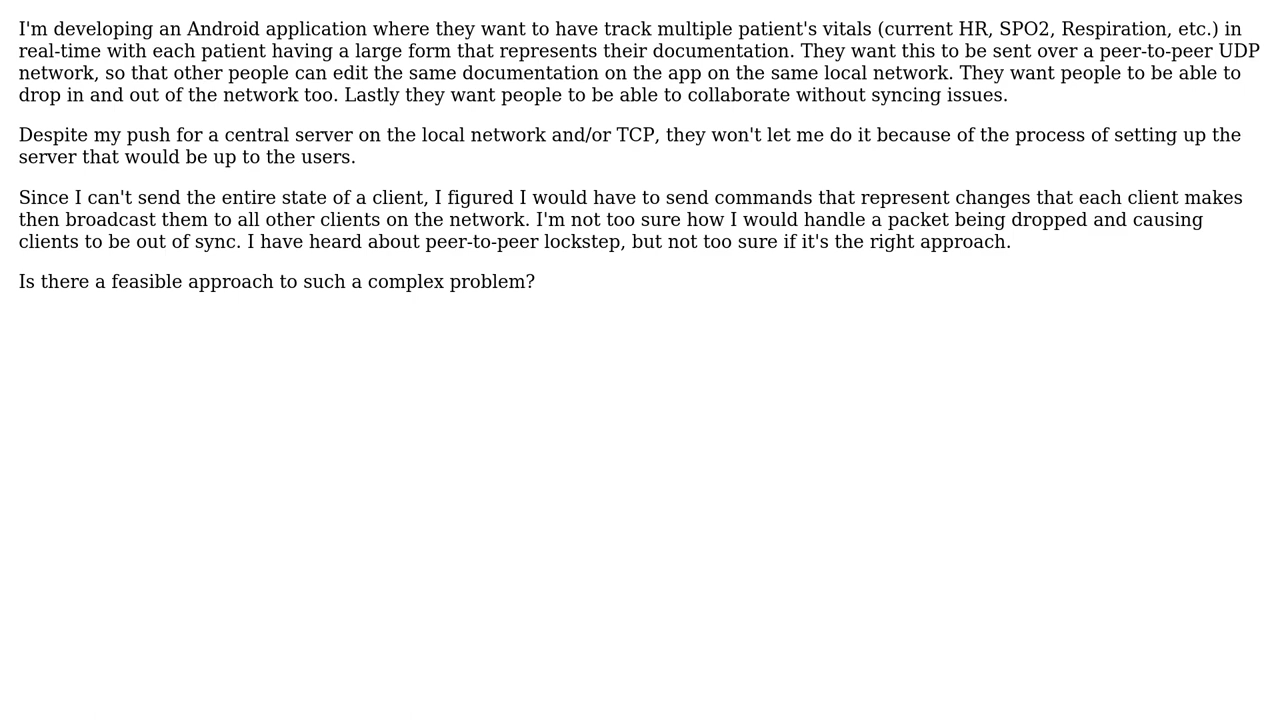 I'm developing an Android application where they want to have track multiple patient's vitals (current HR, SPO2, Respiration, etc.) in
real-time with each patient having a large form that represents their documentation. They want this to be sent over a peer-to-peer UDP
network, so that other people can edit the same documentation on the app on the same local network. They want people to be able to
drop in and out of the network too. Lastly they want people to be able to collaborate without syncing issues.
Despite my push for a central server on the local network and/or TCP, they won't let me do it because of the process of setting up the
server that would be up to the users.
Since I can't send the entire state of a client, I figured I would have to send commands that represent changes that each client makes
then broadcast them to all other clients on the network. I'm not too sure how I would handle a packet being dropped and causing
clients to be out of sync. I have heard about peer-to-peer lockstep, but not too sure if it's the right approach.
Is there a feasible approach to such a complex problem?